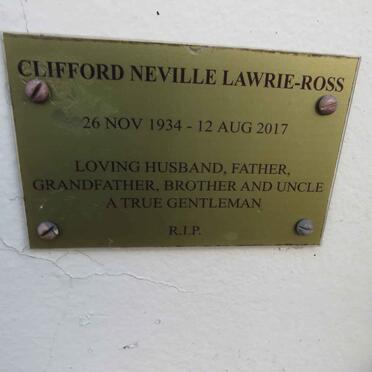 CLIFFORD NEVILLE LAWRIE-ROSS
26 NOV 1934 - 12 AUG 2017
LOVING HUSBAND, FATHER,
GRANDFATHER, BROTHER AND UNCLE
A TRUE GENTLEMAN
R.I.P.